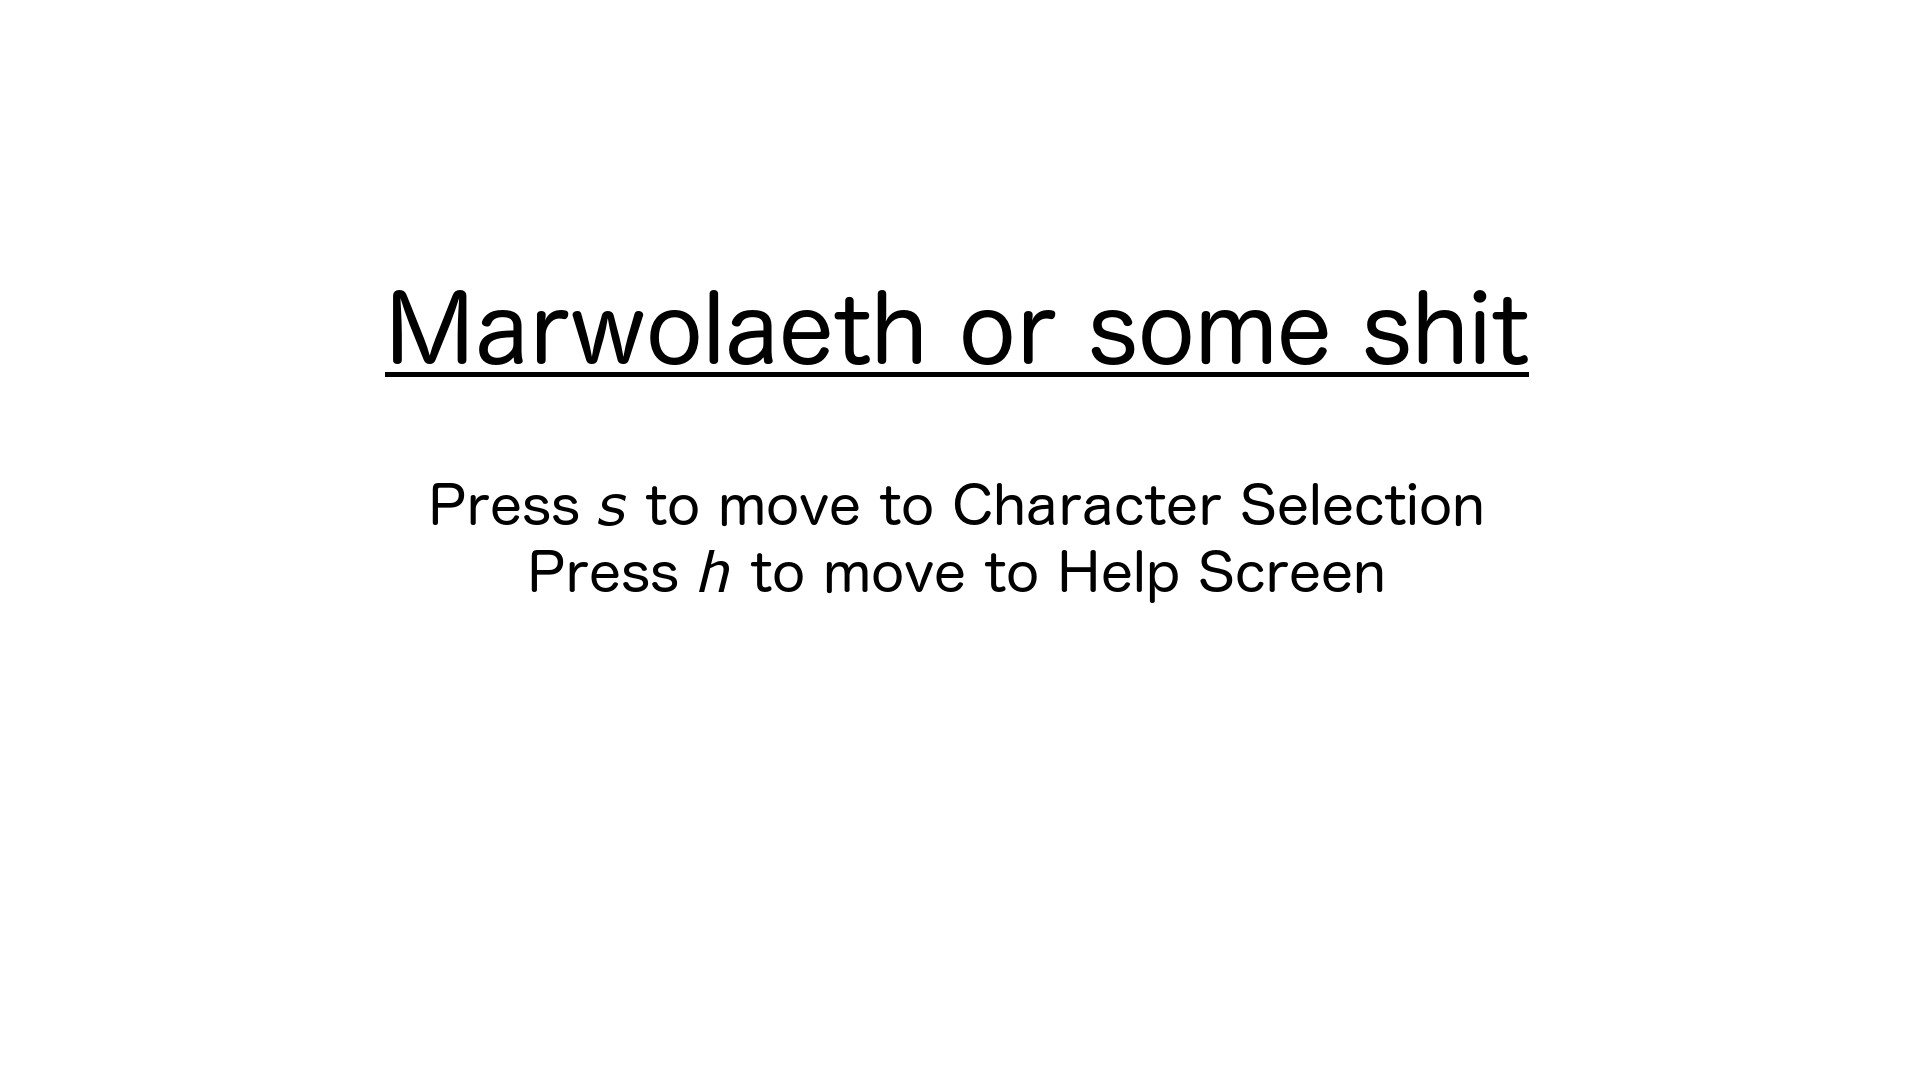 Marwolaeth or some shit
Press s to move to Character Selection
Press h to move to Help Screen